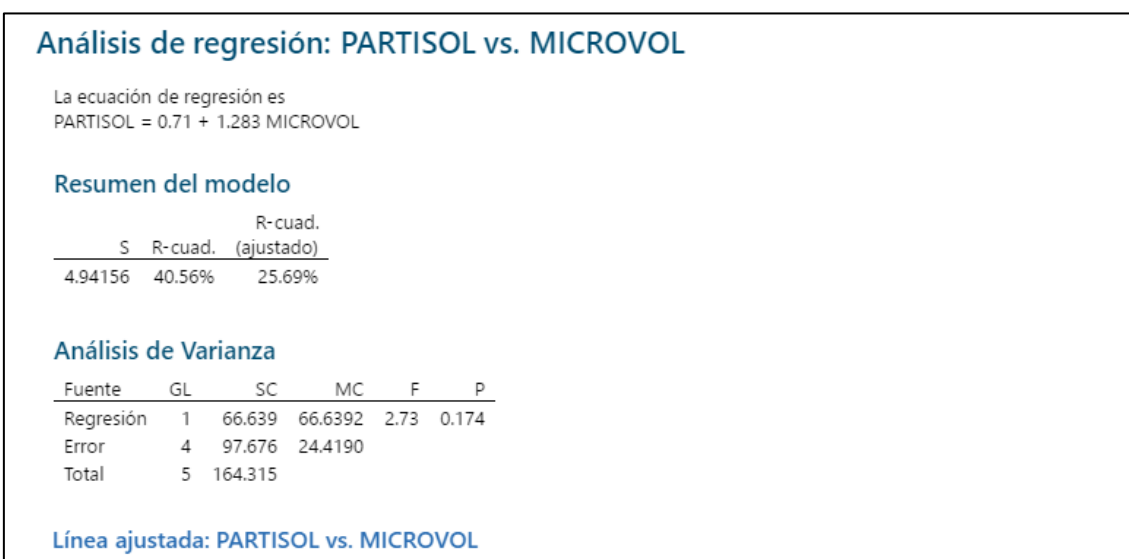 Análisis de regresión: PARTISOL vs. MICROVOL
La ecuación de regresión es
PARTISOL = 0.71 + 1.283 MICROVOL
Resumen del modelo
R-cuad.
S R-cuad. (ajustado)
4.94156 40.56% 25.69%
Análisis de Varianza
Fuente GL SC MC F P
Regresión 1 66.639 66.6392 2.73 0.174
Error 4 97.676 24.4190
Total 5 164.315
Línea ajustada: PARTISOL vs. MICROVOL